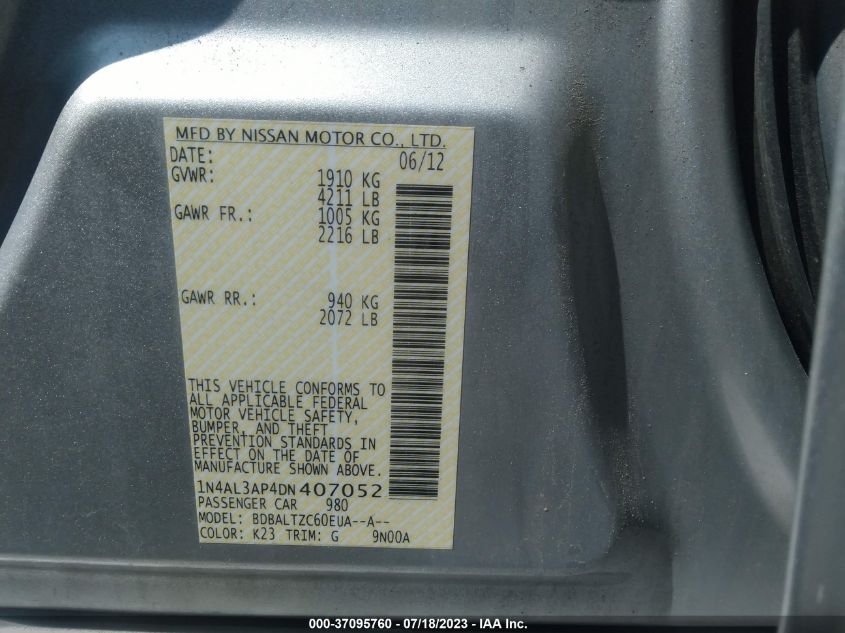 MFD BY NISSAN MOTOR CO., LTD.
DATE: 06/12
GVWR: 1910 KG
4211 LB
GAWR FR.: 1005 KG
2216 LB
GAWR RR.: 940 KG
2072 LB
THIS VEHICLE CONFORMS TO
ALL APPLICABLE FEDERAL
MOTOR VEHICLE SAFETY,
BUMPER, AND THEFT
PREVENTION STANDARDS IN
EFFECT ON THE DATE OF
MANUFACTURE SHOWN ABOVE.
1N4AL3AP4DN407052
PASSENGER CAR 980
MODEL: BDBALTZC60EUA--A--
COLOR: K23 TRIM: G 9N00A
000-37095760 - 07/18/2023 - IAA Inc.